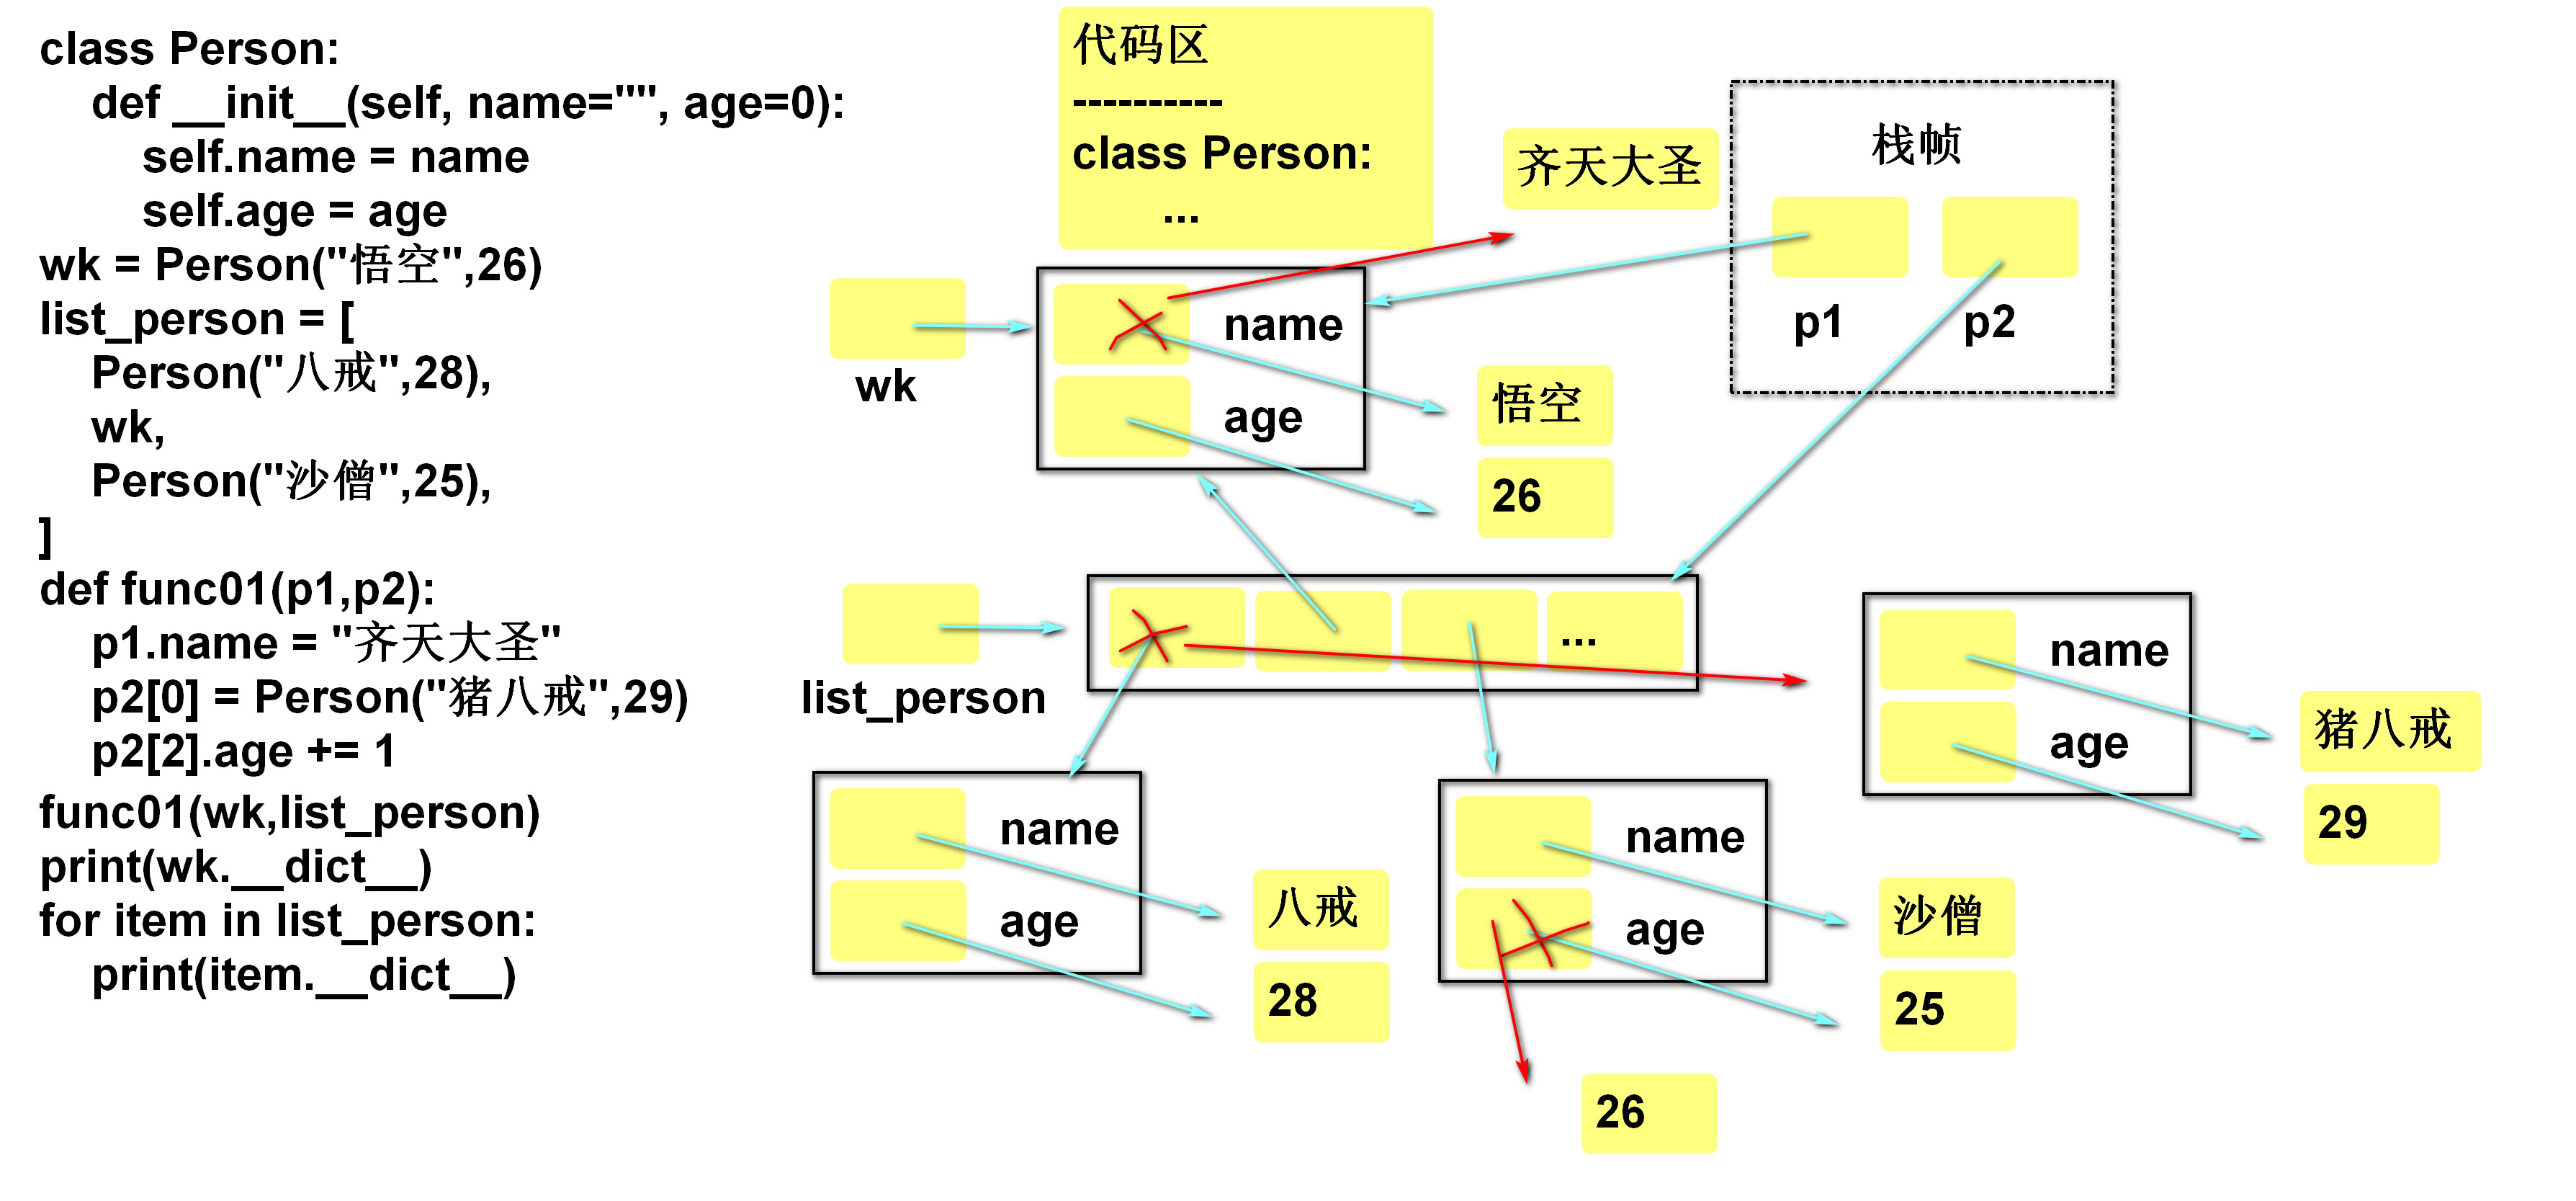 class Person:
    def __init__(self, name="", age=0):
        self.name = name
        self.age = age
wk = Person("悟空",26)
list_person = [
    Person("八戒",28),
    wk,
    Person("沙僧",25),
]
def func01(p1,p2):
    p1.name = "齐天大圣"
    p2[0] = Person("猪八戒",29)
    p2[2].age += 1
func01(wk,list_person)
print(wk.__dict__)
for item in list_person:
    print(item.__dict__)
代码区
----------
class Person:
...
齐天大圣
栈帧
p1
p2
wk
name
age
悟空
26
list_person
...
name
age
八戒
28
name
age
沙僧
25
26
name
age
猪八戒
29